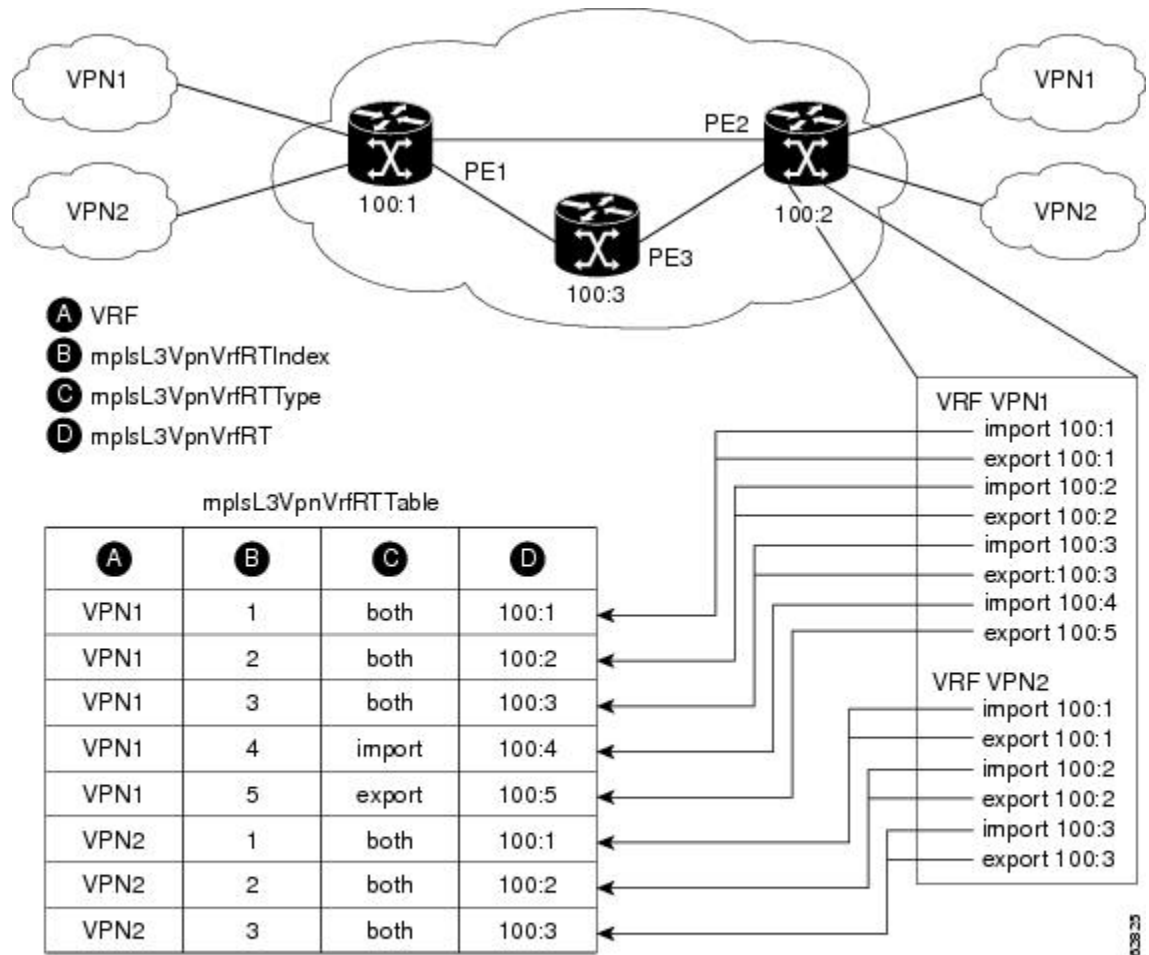 VPN1
VPN2
PE1
100:1
PE2
100:2
PE3
100:3
VPN1
VPN2
A VRF
B mplsL3VpnVrfRTIndex
C mplsL3VpnVrfRTType
D mplsL3VpnVrfRT
VRF VPN1
import 100:1
export 100:1
import 100:2
export 100:2
import 100:3
export:100:3
import 100:4
export 100:5
VRF VPN2
import 100:1
export 100:1
import 100:2
export 100:2
import 100:3
export 100:3
mplsL3VpnVrfRTTable
A B C D
VPN1 1 both 100:1
VPN1 2 both 100:2
VPN1 3 both 100:3
VPN1 4 import 100:4
VPN1 5 export 100:5
VPN2 1 both 100:1
VPN2 2 both 100:2
VPN2 3 both 100:3